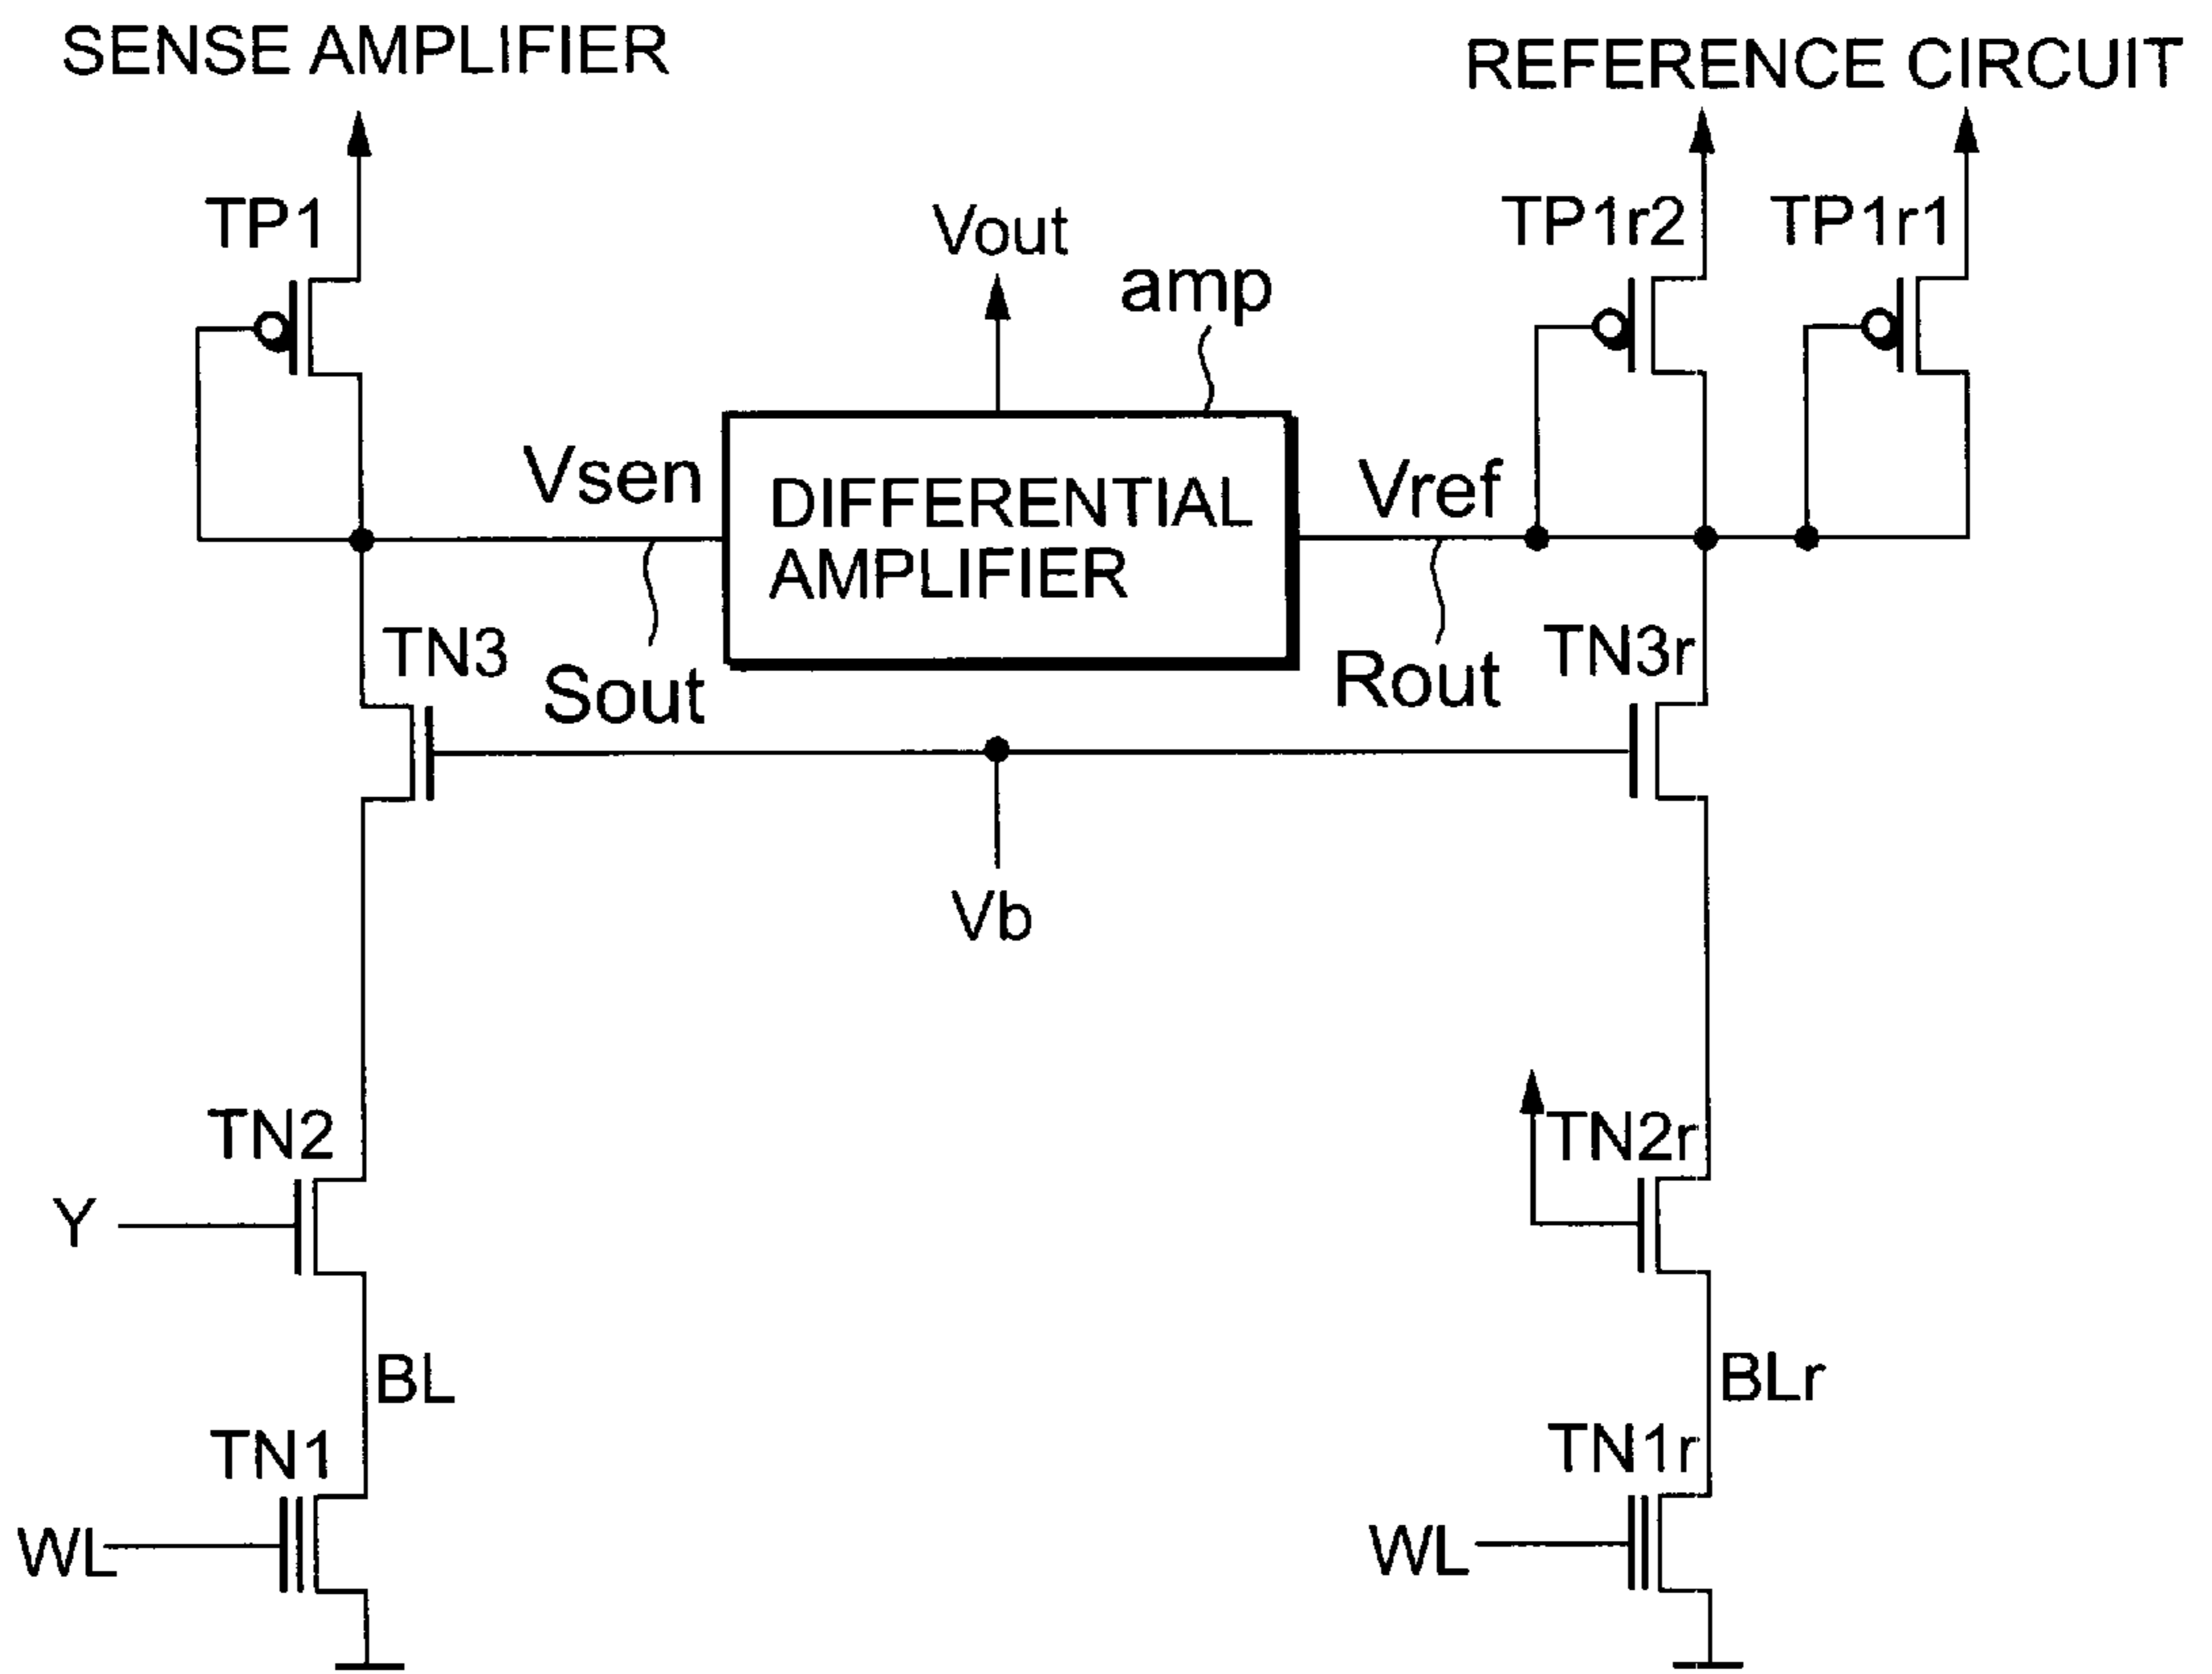 SENSE AMPLIFIER
REFERENCE CIRCUIT
TP1
Vout
amp
TP1r2
TP1r1
Vsen
DIFFERENTIAL
AMPLIFIER
Vref
TN3
Sout
Rout
TN3r
Vb
TN2
TN2r
Y
BL
BLr
TN1
TN1r
WL
WL